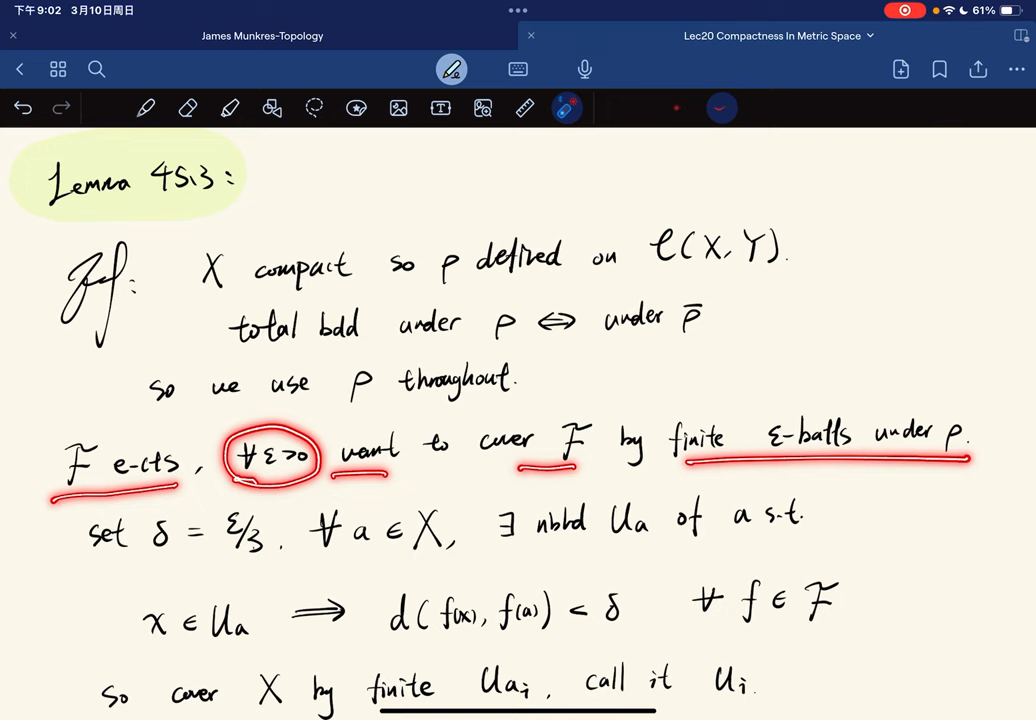 下午9:02 3月10日周日 61%
James Munkres-Topology Lec20 Compactness In Metric Space
Lemma 45.3:
X compact so ρ defined on C(X, Y).
total bdd under ρ ⇔ under ρ̄
so we use ρ throughout.
F e-cts, ∀ε>0 want to cover F by finite ε-balls under ρ.
set δ = ε/3. ∀ a ∈ X, ∃ nbhd Ua of a s.t.
x ∈ Ua ⟹ d(f(x), f(a)) < δ ∀ f ∈ F
so cover X by finite Uai, call it Ui.